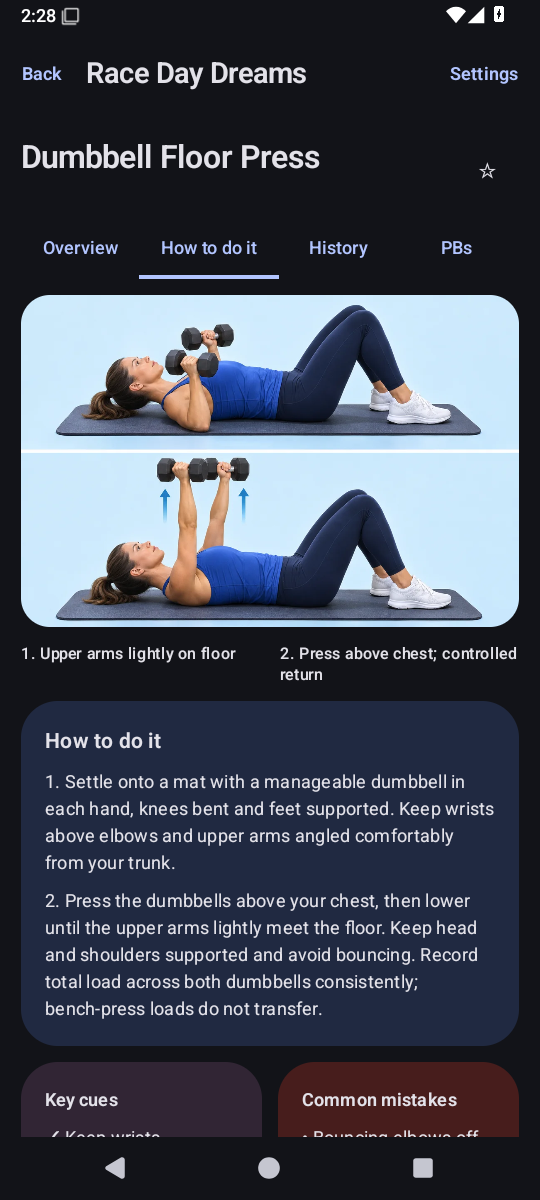 2:28
Back Race Day Dreams Settings
Dumbbell Floor Press
☆
Overview How to do it History PBs
1. Upper arms lightly on floor
2. Press above chest; controlled
return
How to do it
1. Settle onto a mat with a manageable dumbbell in
each hand, knees bent and feet supported. Keep wrists
above elbows and upper arms angled comfortably
from your trunk.
2. Press the dumbbells above your chest, then lower
until the upper arms lightly meet the floor. Keep head
and shoulders supported and avoid bouncing. Record
total load across both dumbbells consistently;
bench-press loads do not transfer.
Key cues
✓ Keep wrists
Common mistakes
• Bouncing elbows off